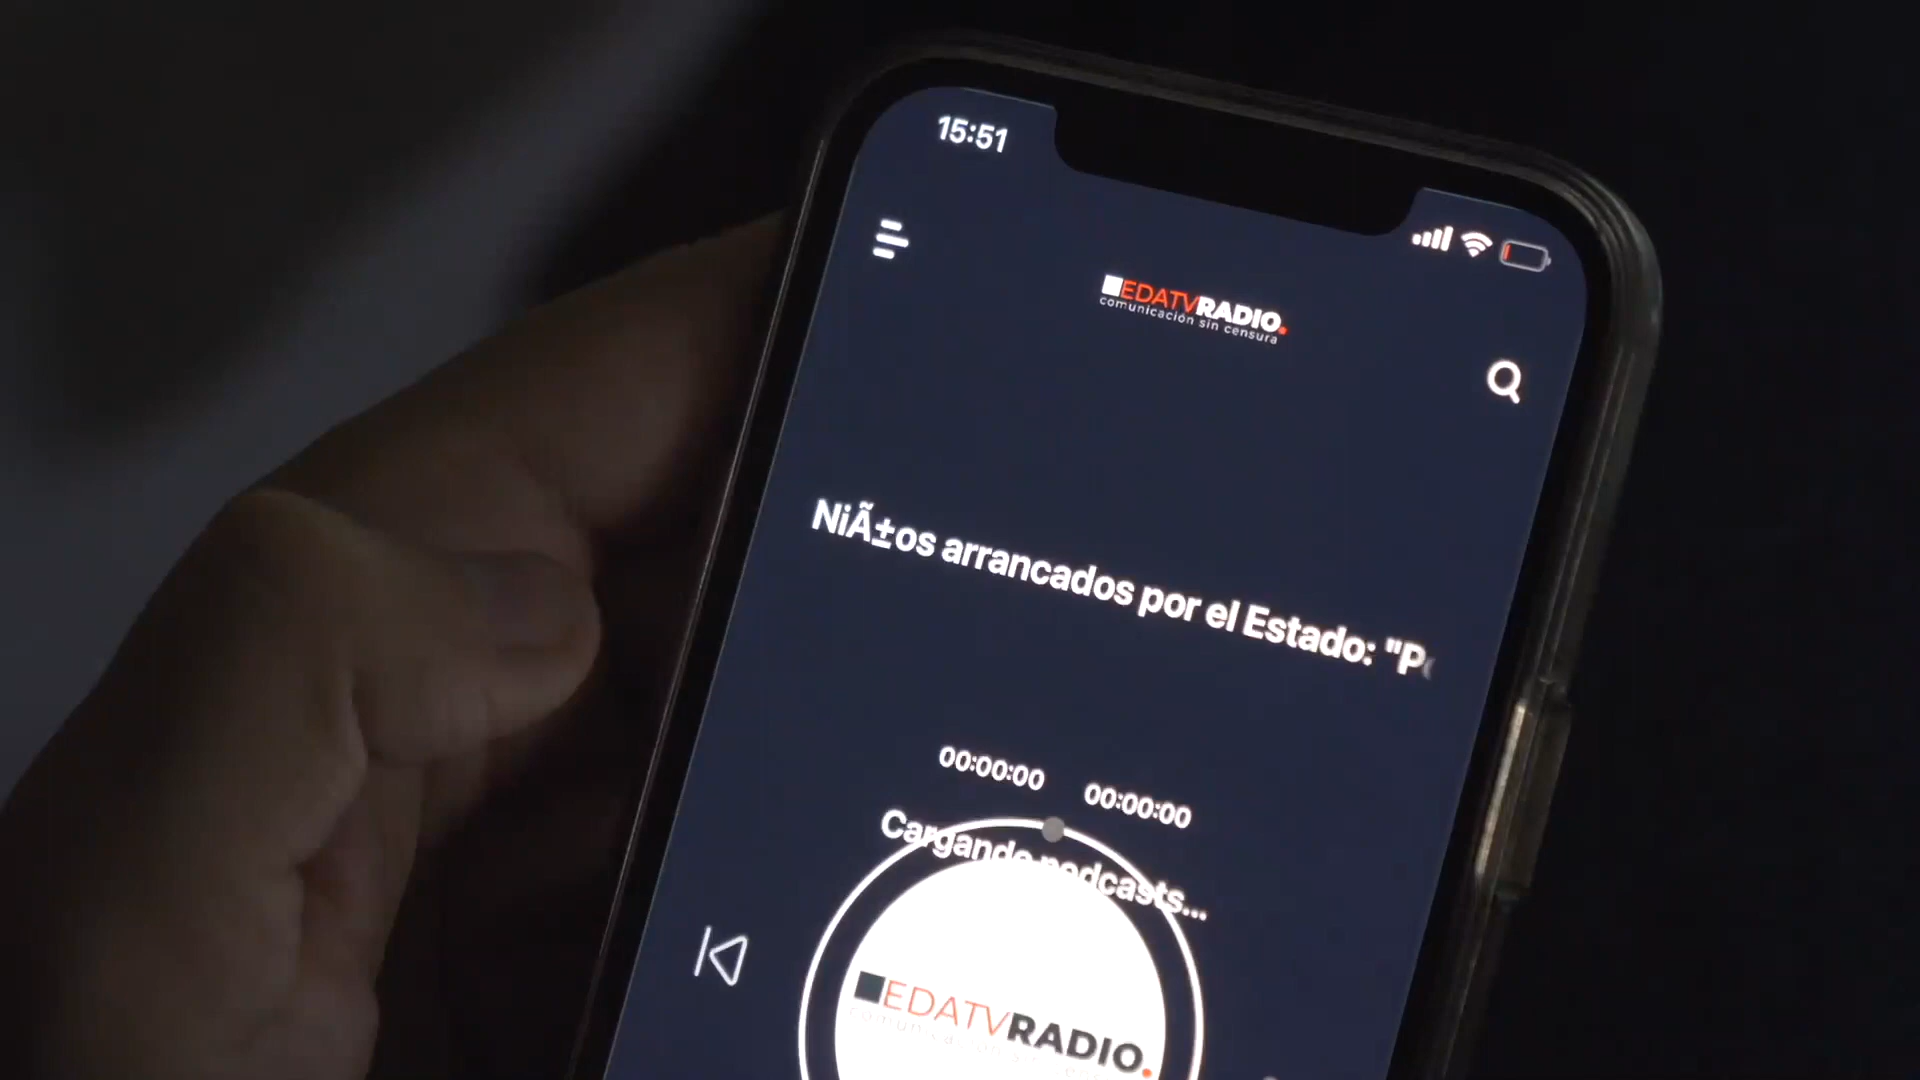 15:51
EDATVRADIO.
comunicación sin censura
NiÃ±os arrancados por el Estado: "P
00:00:00 00:00:00
Cargando podcasts...
EDATVRADIO.